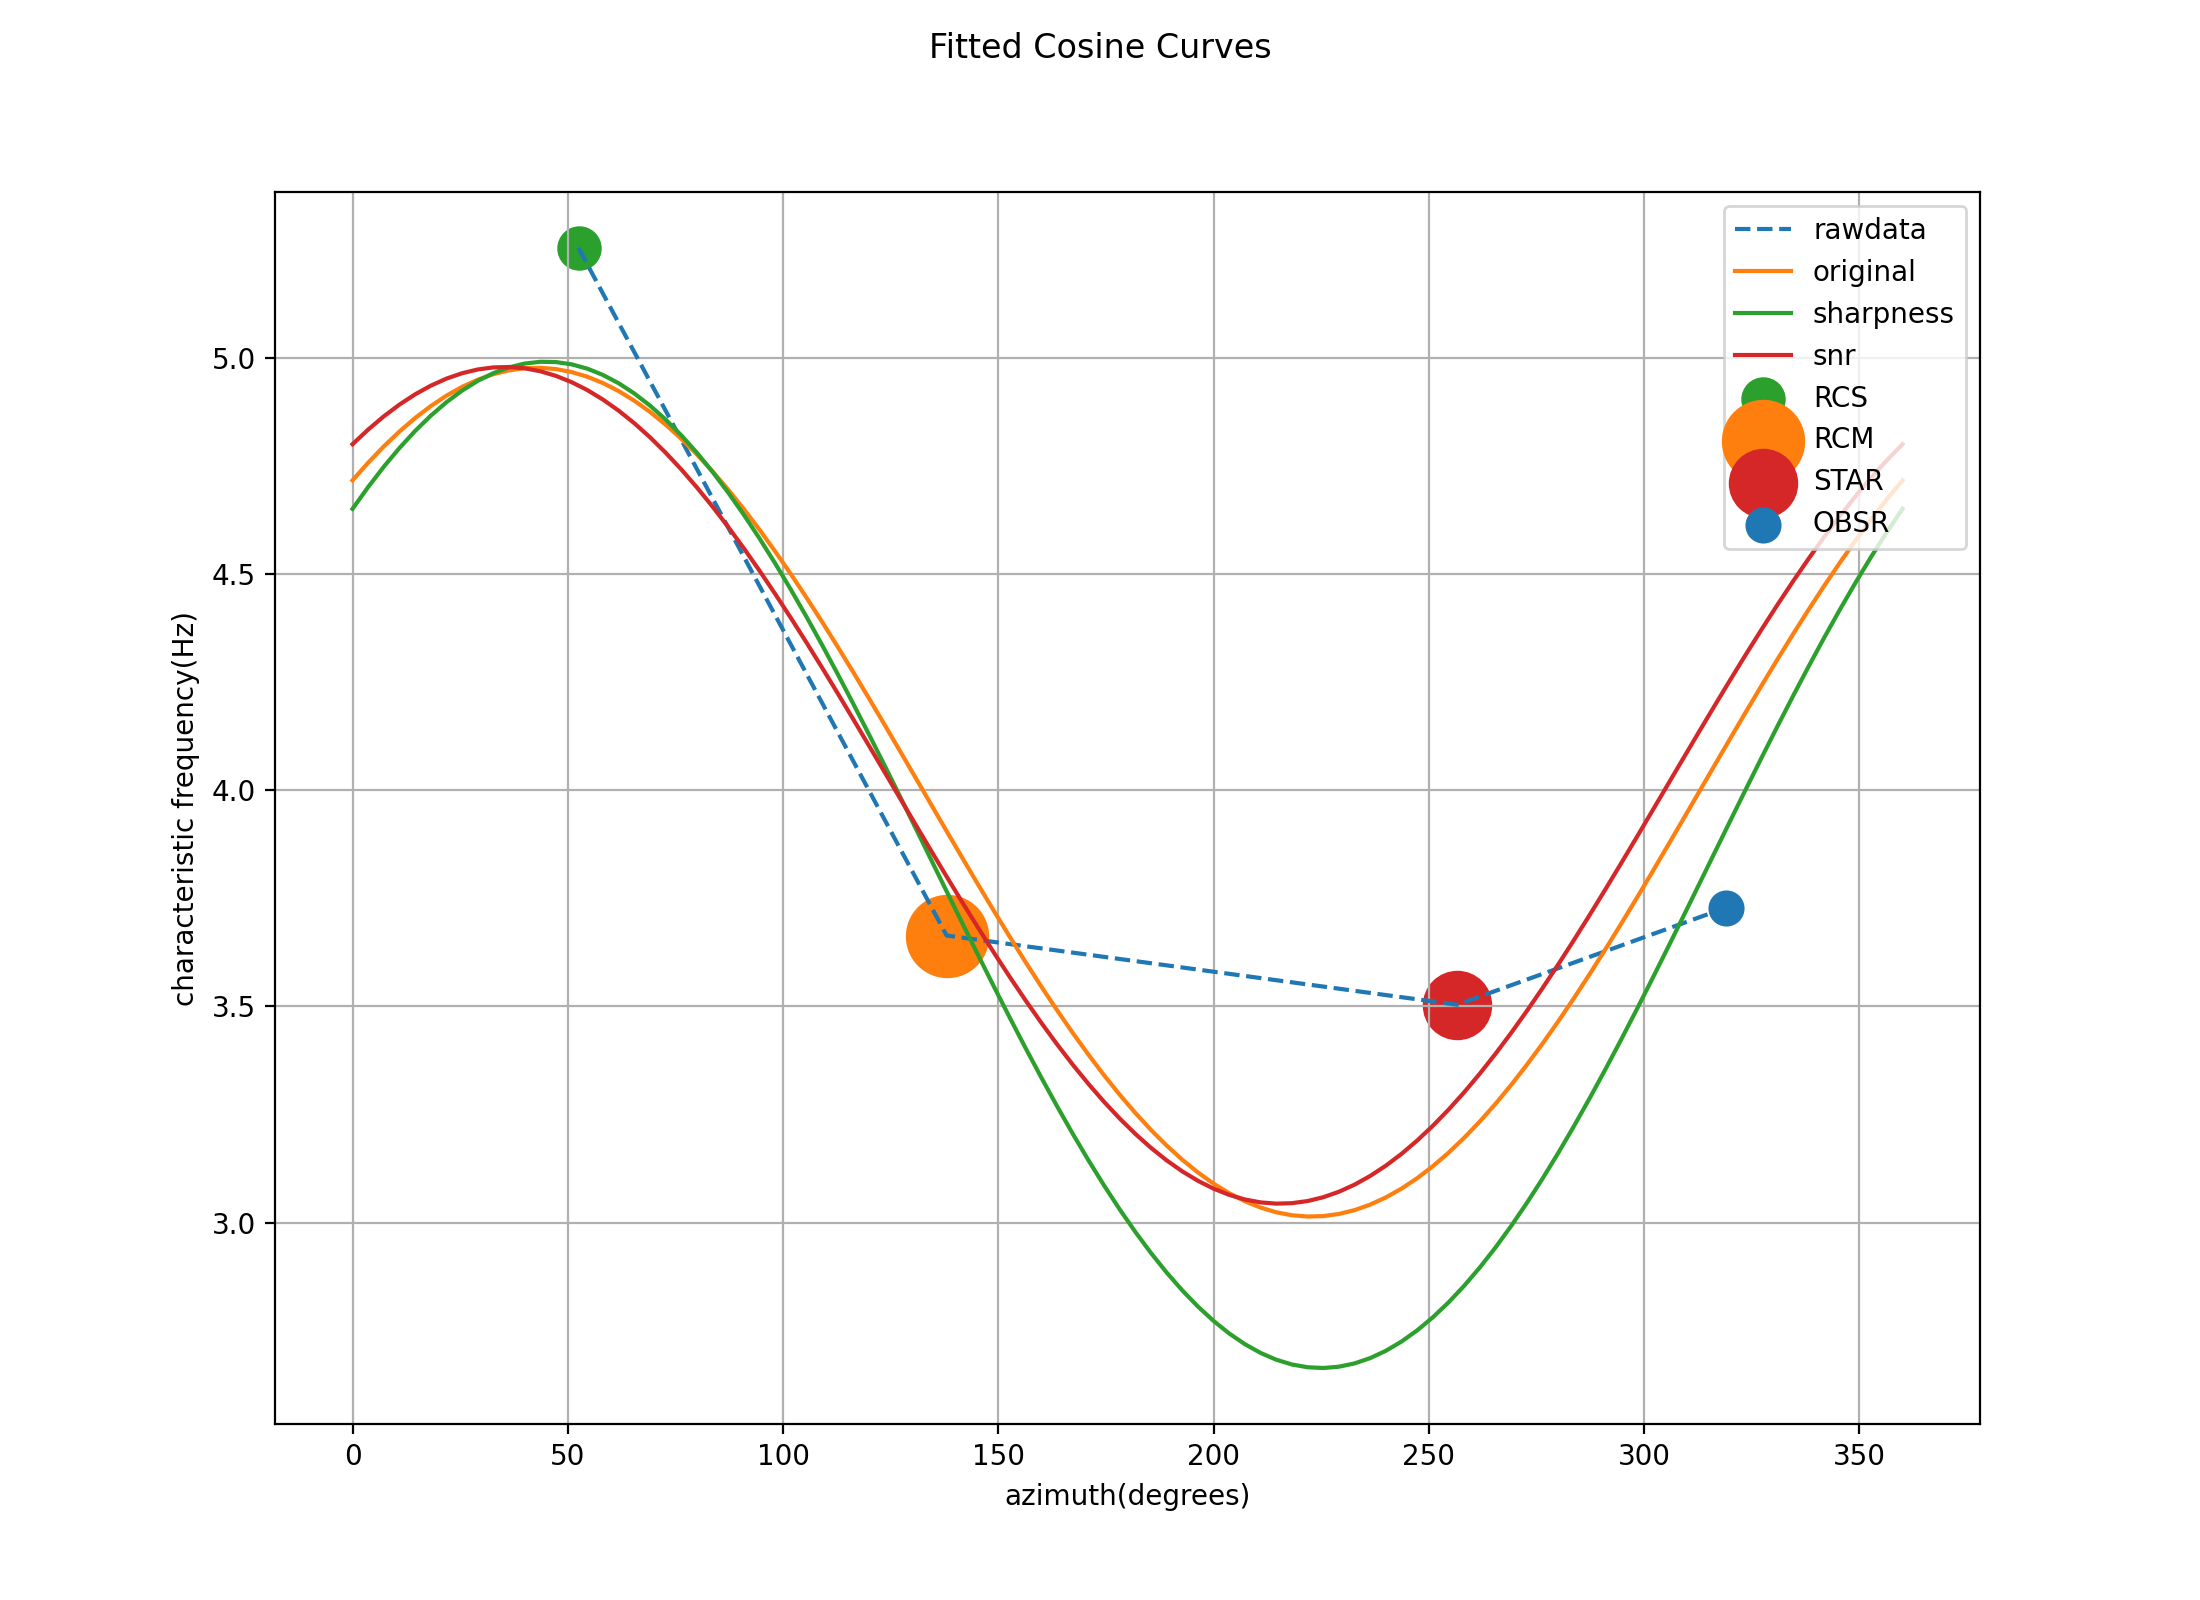 Fitted Cosine Curves
rawdata
original
sharpness
snr
RCS
RCM
STAR
OBSR
characteristic frequency(Hz)
5.0
4.5
4.0
3.5
3.0
0 50 100 150 200 250 300 350
azimuth(degrees)